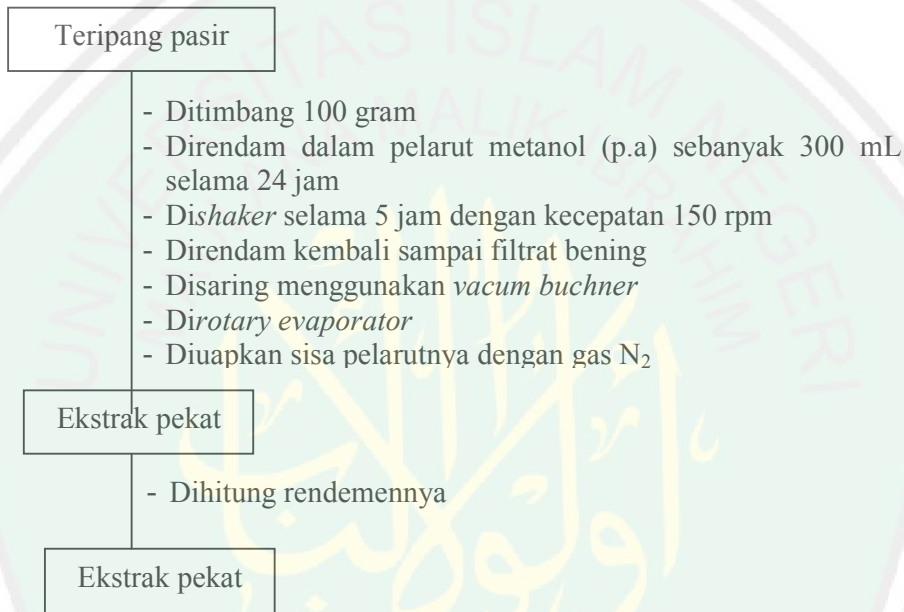 Teripang pasir
- Ditimbang 100 gram
- Direndam dalam pelarut metanol (p.a) sebanyak 300 mL
selama 24 jam
- Dishaker selama 5 jam dengan kecepatan 150 rpm
- Direndam kembali sampai filtrat bening
- Disaring menggunakan vacum buchner
- Dirotary evaporator
- Diuapkan sisa pelarutnya dengan gas N₂
Ekstrak pekat
- Dihitung rendemennya
Ekstrak pekat